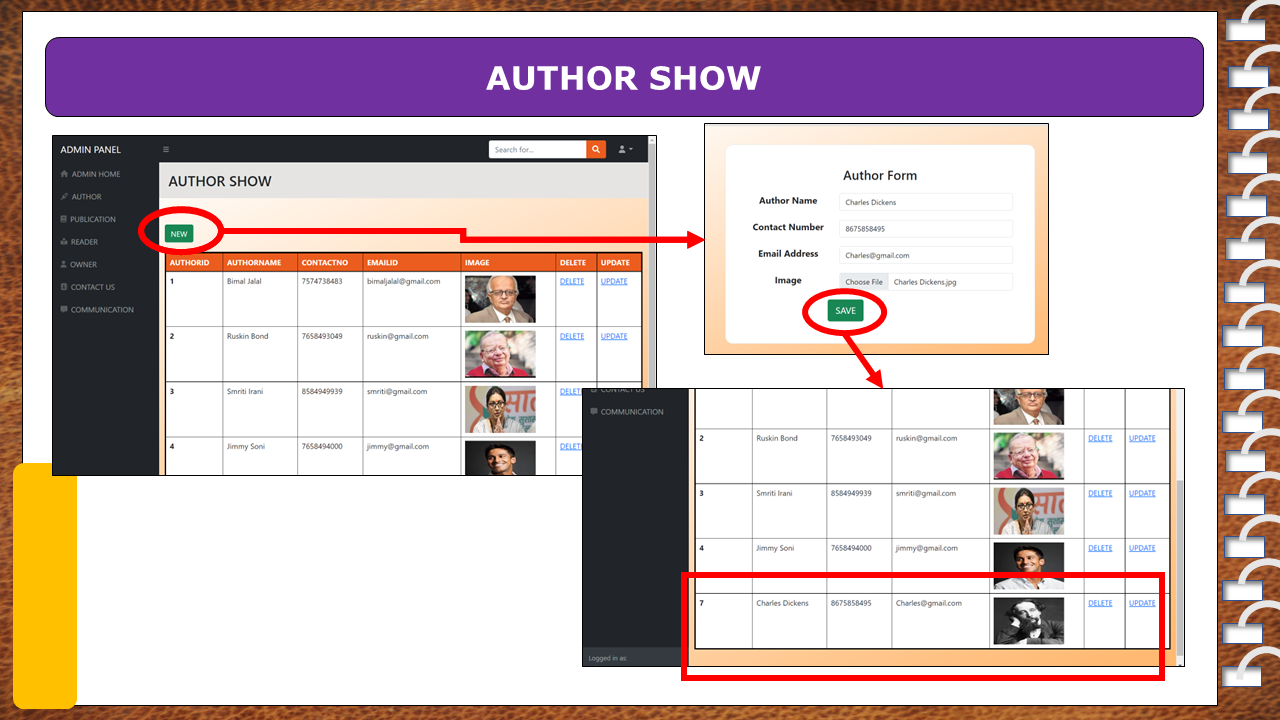 AUTHOR SHOW
ADMIN PANEL
Search for...
ADMIN HOME
AUTHOR
PUBLICATION
READER
OWNER
CONTACT US
COMMUNICATION
AUTHOR SHOW
NEW
AUTHORID AUTHORNAME CONTACTNO EMAILID IMAGE DELETE UPDATE
1 Bimal Jalal 7574738483 bimaljalal@gmail.com DELETE UPDATE
2 Ruskin Bond 7658493049 ruskin@gmail.com DELETE UPDATE
3 Smriti Irani 8584949939 smriti@gmail.com DELETE
4 Jimmy Soni 7658494000 jimmy@gmail.com DELETE
Author Form
Author Name Charles Dickens
Contact Number 8675858495
Email Address Charles@gmail.com
Image Choose File Charles Dickens.jpg
SAVE
CONTACT US
COMMUNICATION
2 Ruskin Bond 7658493049 ruskin@gmail.com DELETE UPDATE
3 Smriti Irani 8584949939 smriti@gmail.com DELETE UPDATE
4 Jimmy Soni 7658494000 jimmy@gmail.com DELETE UPDATE
7 Charles Dickens 8675858495 Charles@gmail.com DELETE UPDATE
Logged in as: